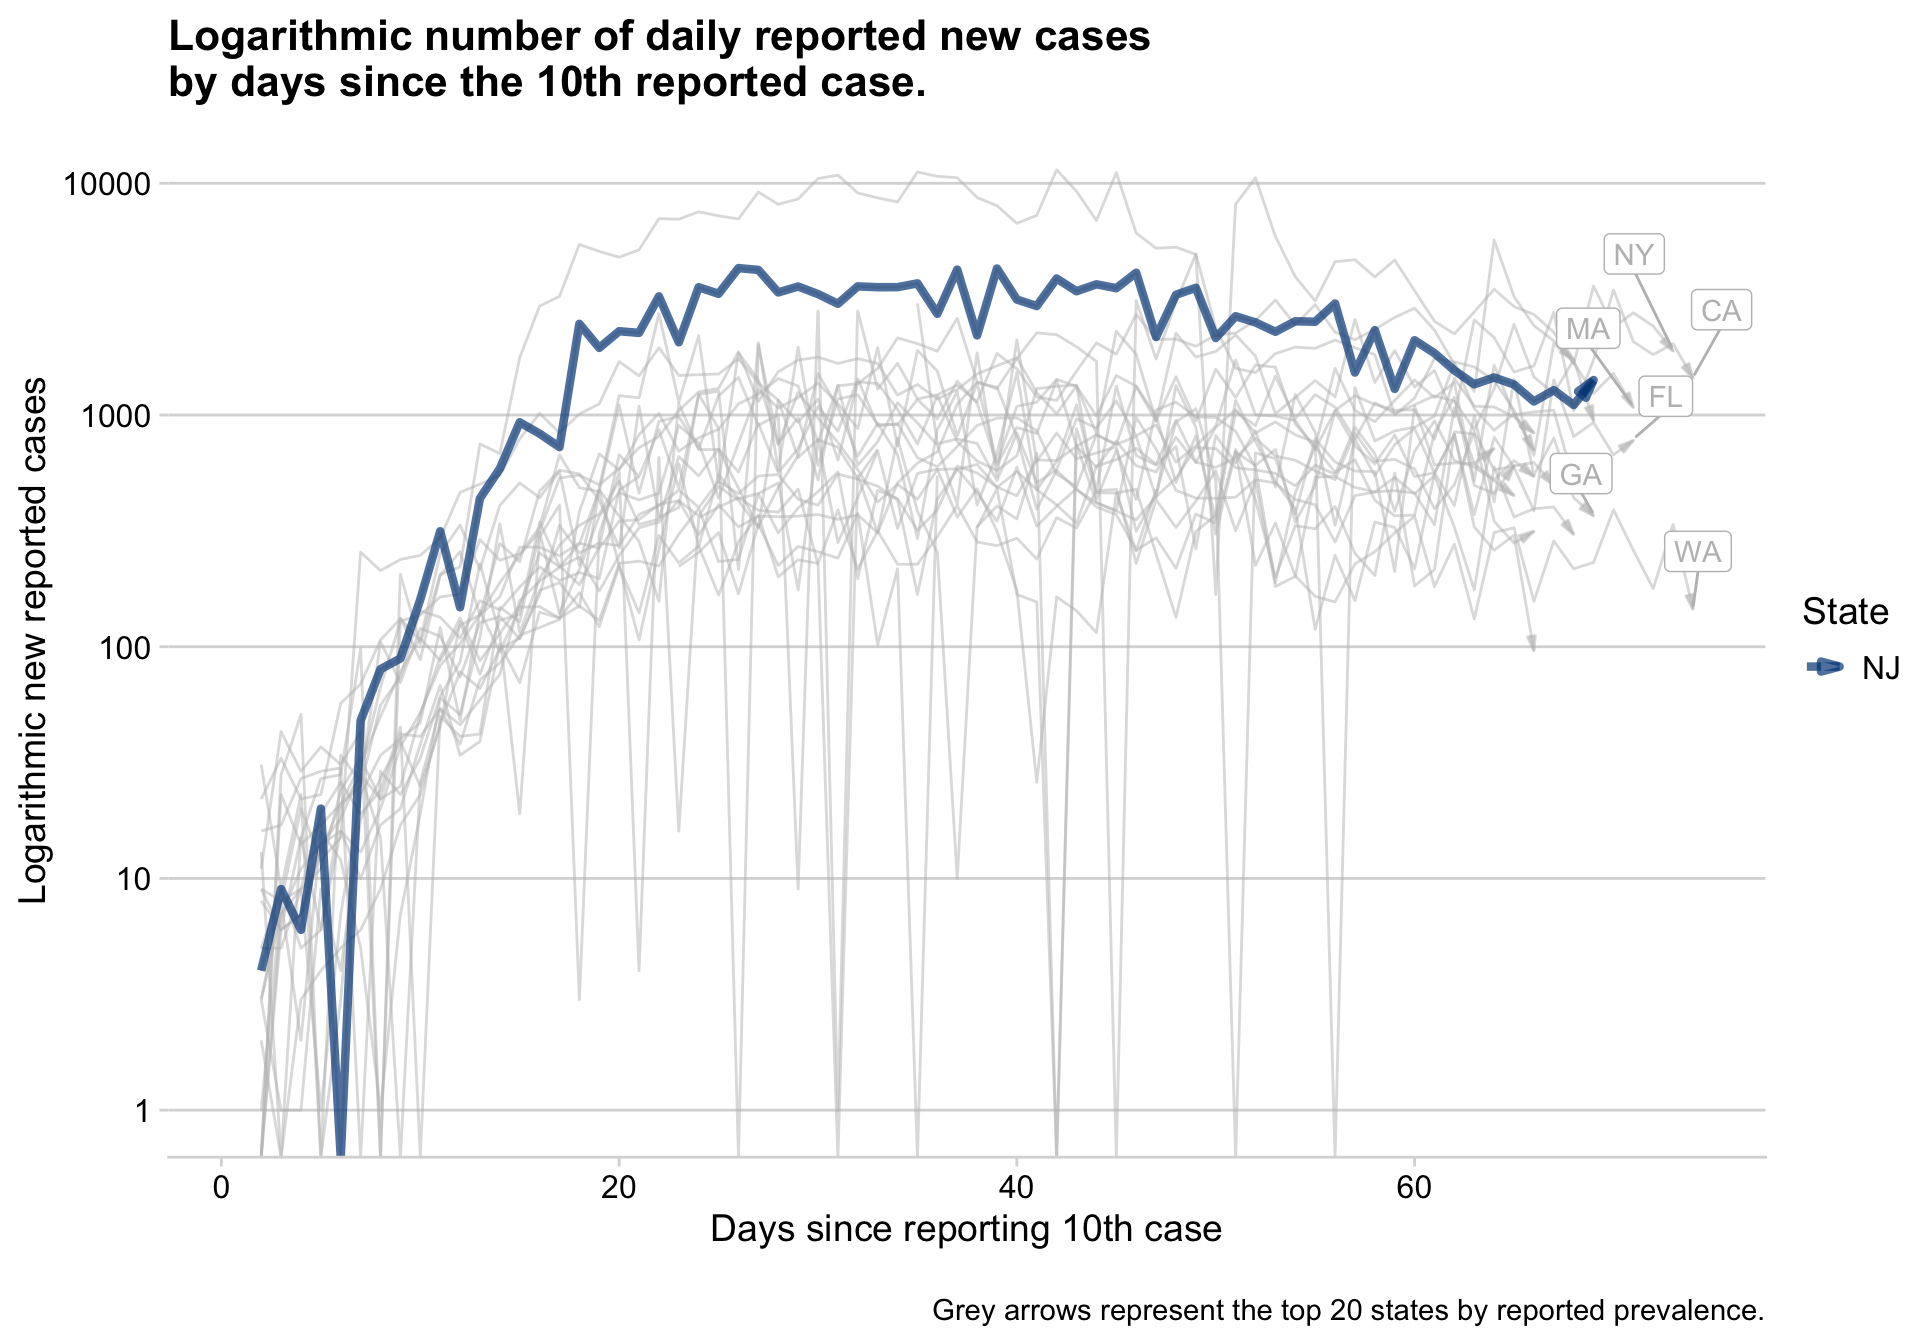 Logarithmic number of daily reported new cases
by days since the 10th reported case.
Logarithmic new reported cases
10000
1000
100
10
1
NY
CA
MA
FL
GA
WA
State
NJ
0
20
40
60
Days since reporting 10th case
Grey arrows represent the top 20 states by reported prevalence.